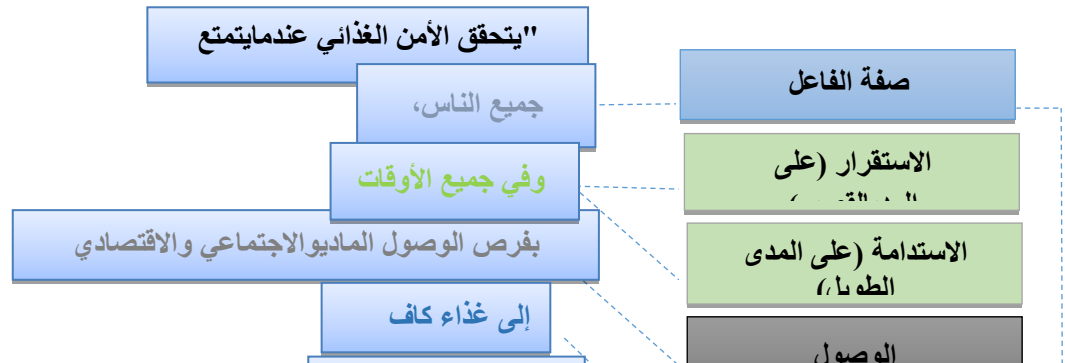 "يتحقق الأمن الغذائي عندمايتمتع
جميع الناس،
وفي جميع الأوقات
بفرص الوصول الماديوالاجتماعي والاقتصادي
إلى غذاء كاف
صفة الفاعل
الاستقرار (على
الاستدامة (على المدى
الطويل)
الوصول